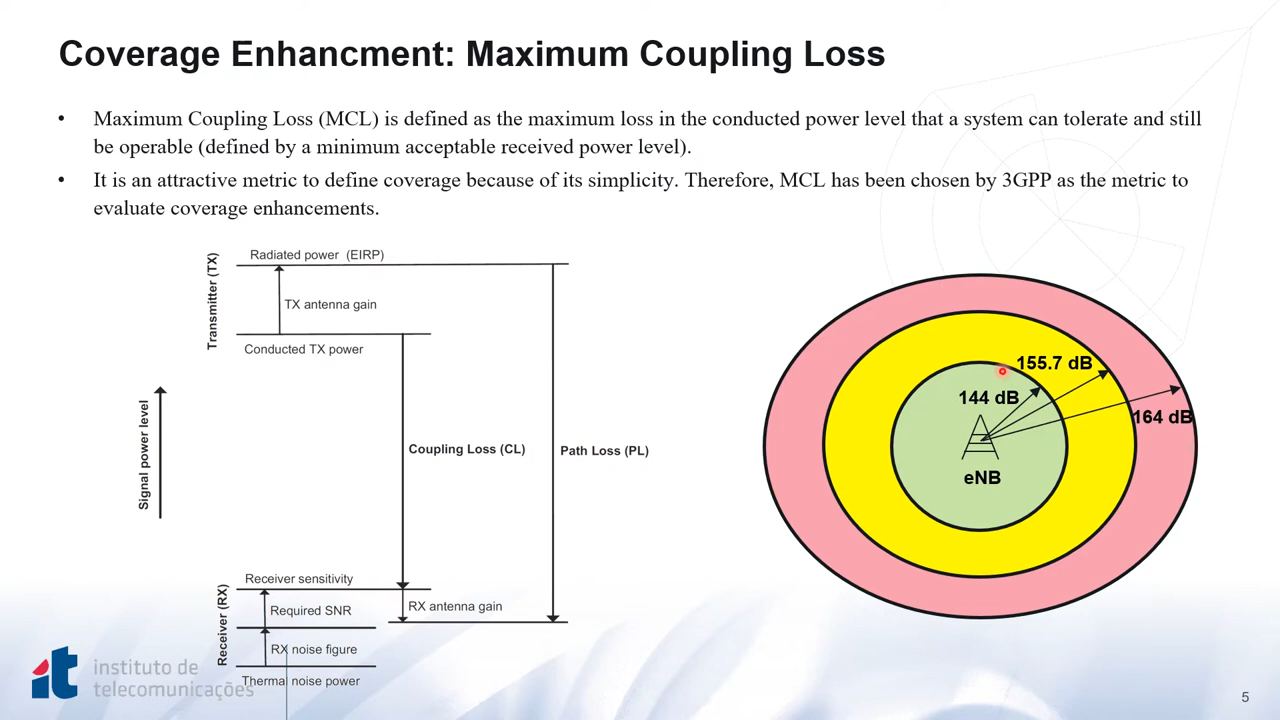 Coverage Enhancment: Maximum Coupling Loss
• Maximum Coupling Loss (MCL) is defined as the maximum loss in the conducted power level that a system can tolerate and still
be operable (defined by a minimum acceptable received power level).
• It is an attractive metric to define coverage because of its simplicity. Therefore, MCL has been chosen by 3GPP as the metric to
evaluate coverage enhancements.
Transmitter (TX)
Radiated power (EIRP)
TX antenna gain
Conducted TX power
Signal power level
Coupling Loss (CL)
Path Loss (PL)
Receiver (RX)
Receiver sensitivity
Required SNR
RX antenna gain
RX noise figure
Thermal noise power
155.7 dB
144 dB
164 dB
eNB
it
instituto de
telecomunicações
5